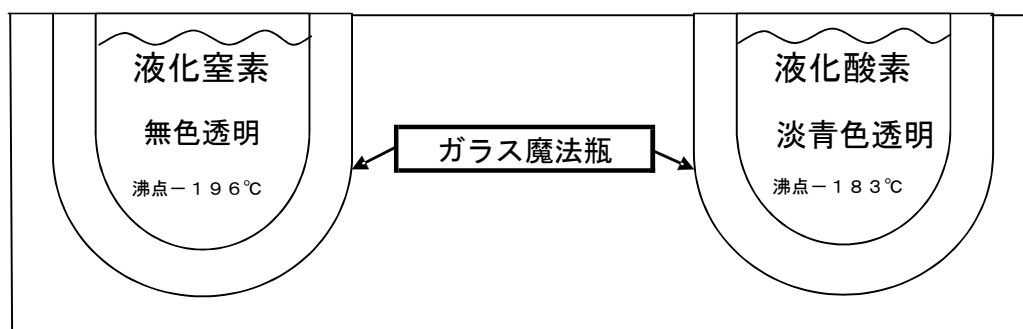 液化窒素
無色透明
沸点－１９６℃
ガラス魔法瓶
液化酸素
淡青色透明
沸点－１８３℃